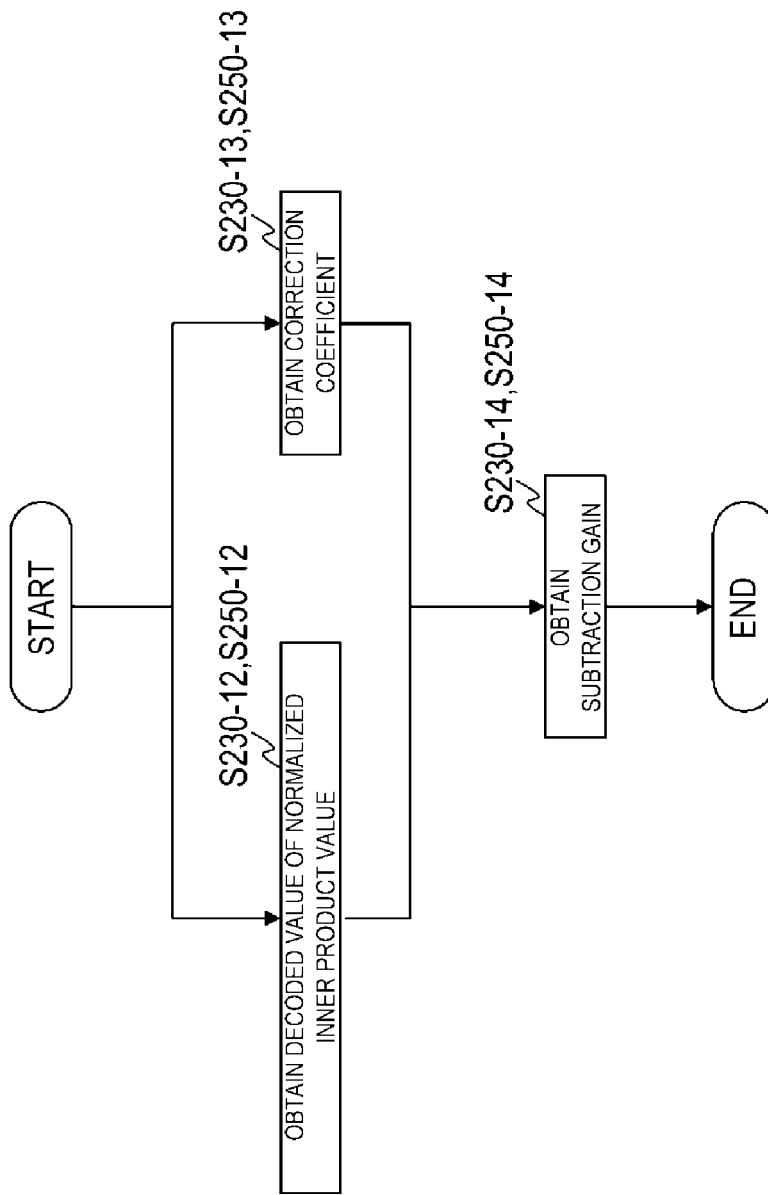 START
S230-12,S250-12
OBTAIN DECODED VALUE OF NORMALIZED
INNER PRODUCT VALUE
S230-13,S250-13
OBTAIN CORRECTION
COEFFICIENT
S230-14,S250-14
OBTAIN
SUBTRACTION GAIN
END